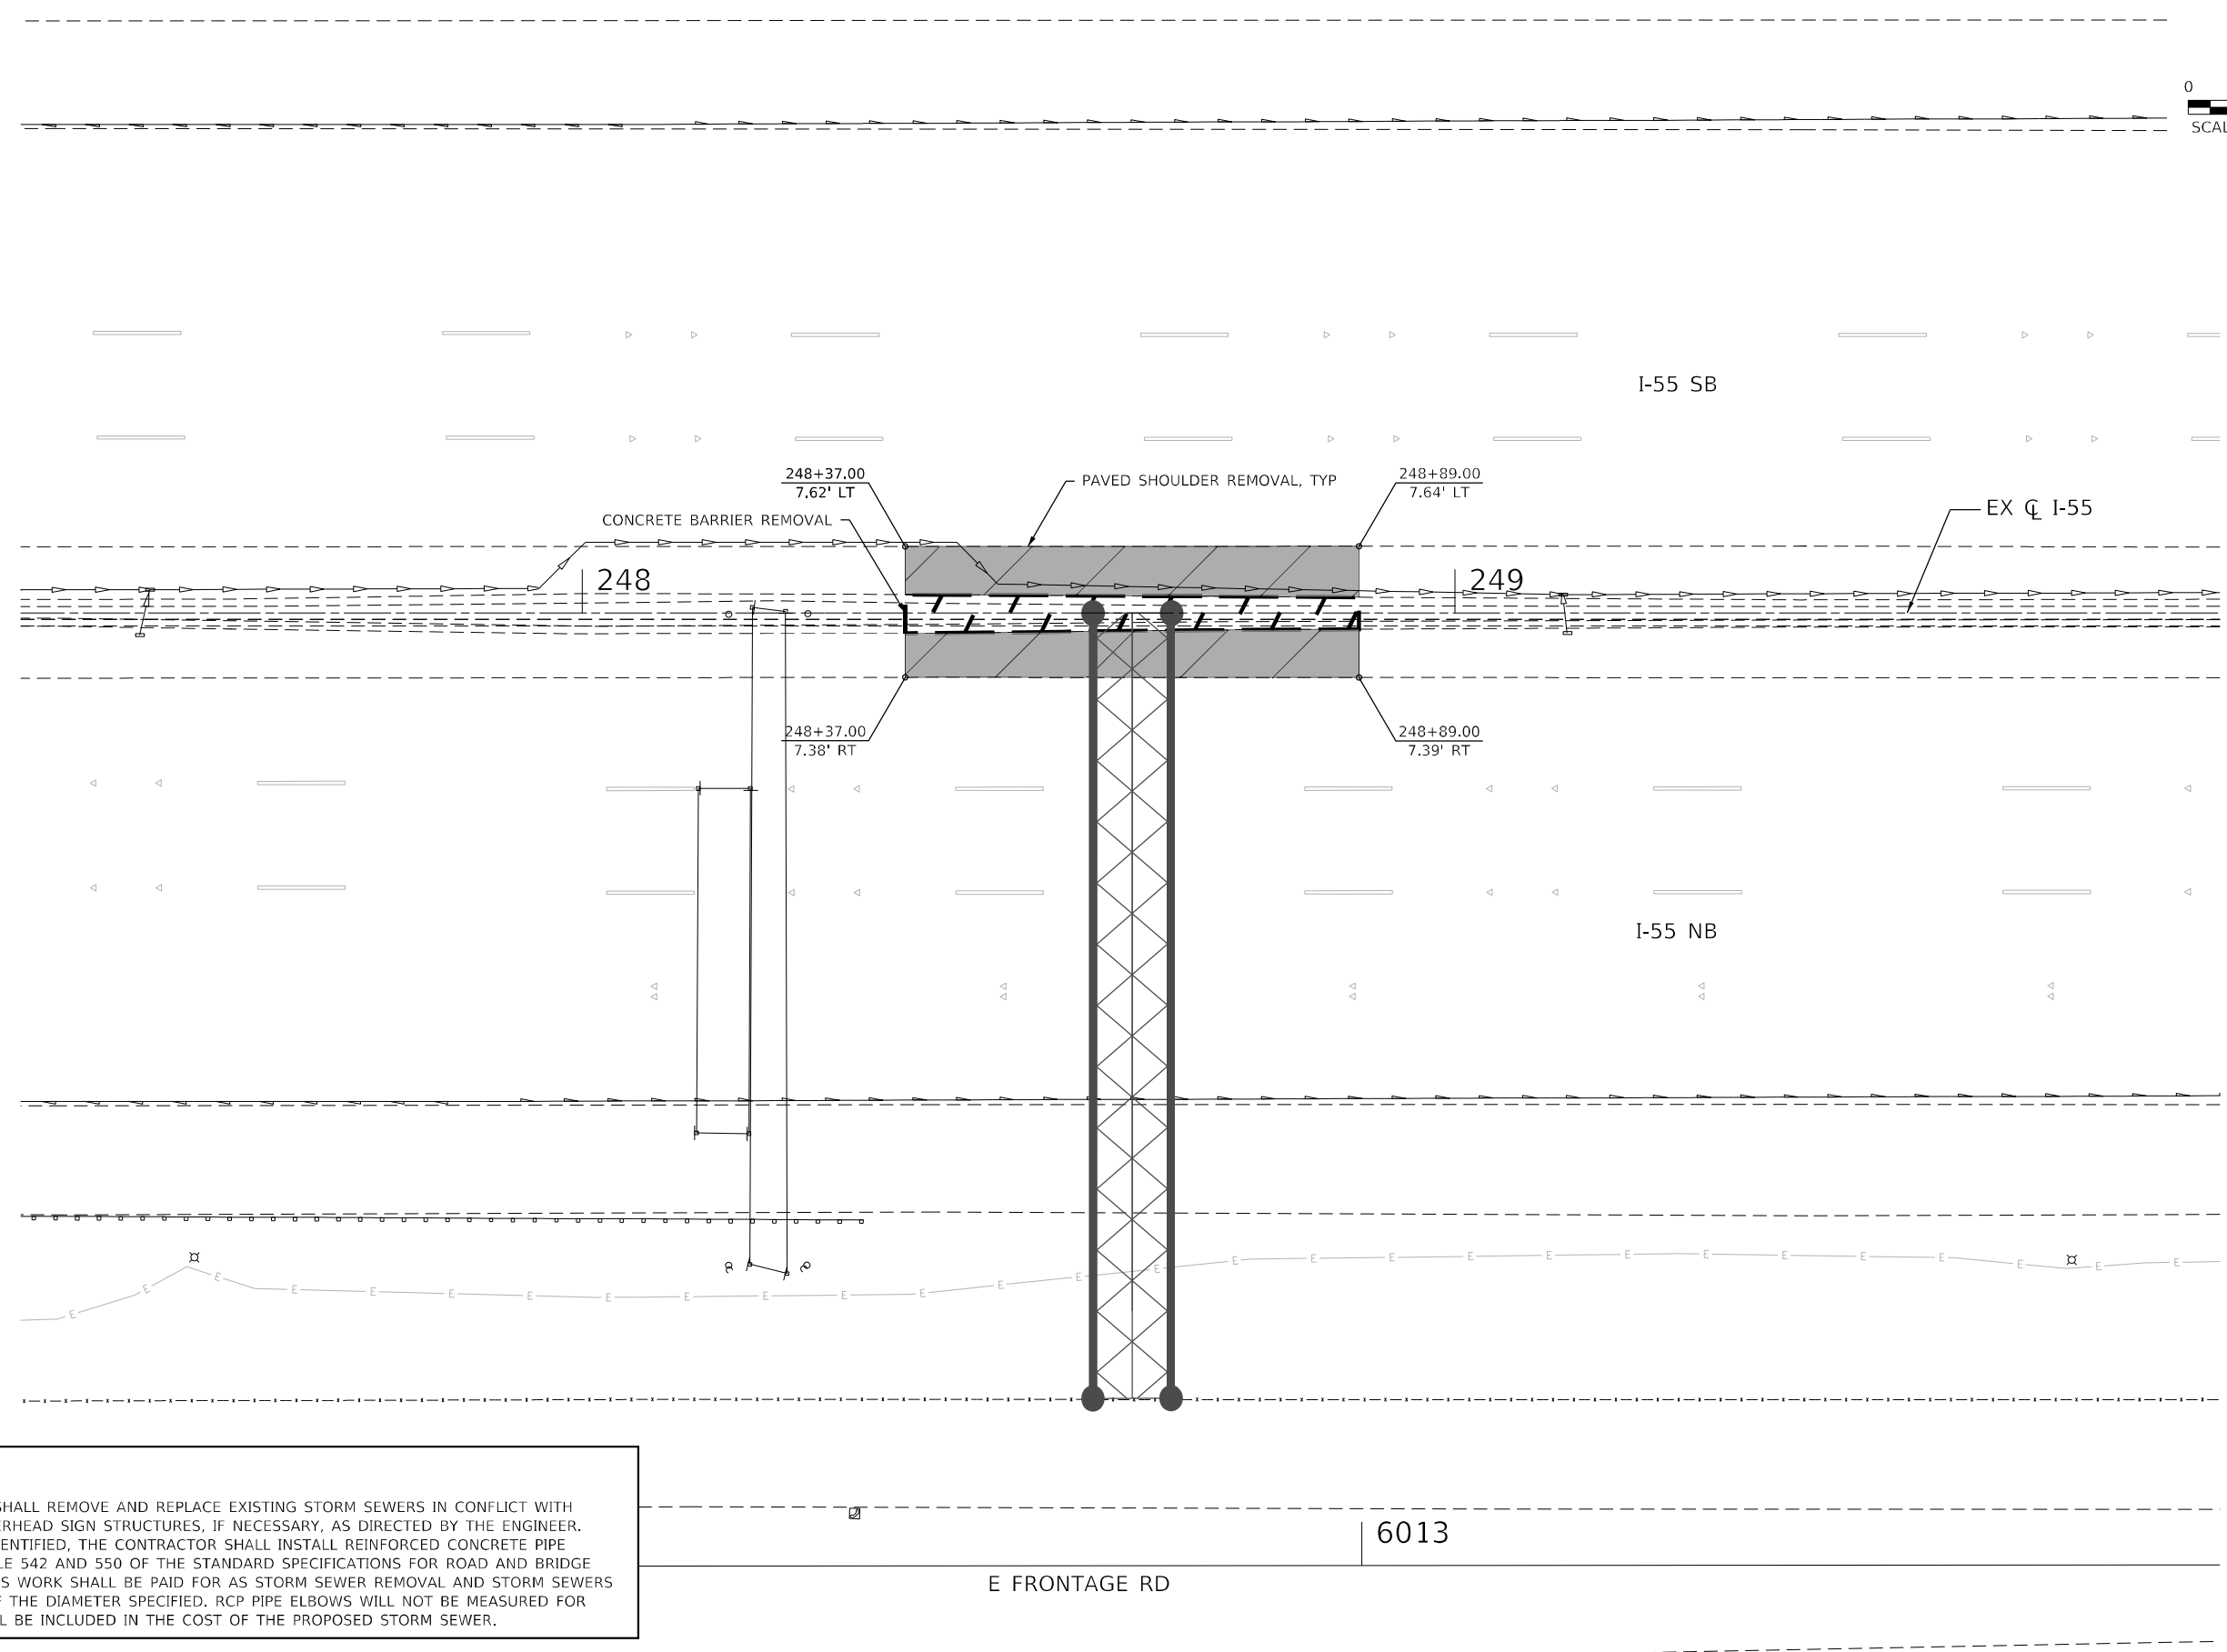 0
SCAL
I-55 SB
248+37.00
7.62' LT
PAVED SHOULDER REMOVAL, TYP
248+89.00
7.64' LT
CONCRETE BARRIER REMOVAL
EX ℄ I-55
248
249
248+37.00
7.38' RT
248+89.00
7.39' RT
I-55 NB
E E E E E E E E E E E E E E E E E E E E E E E E E E E E
SHALL REMOVE AND REPLACE EXISTING STORM SEWERS IN CONFLICT WITH
ERHEAD SIGN STRUCTURES, IF NECESSARY, AS DIRECTED BY THE ENGINEER.
ENTIFIED, THE CONTRACTOR SHALL INSTALL REINFORCED CONCRETE PIPE
LE 542 AND 550 OF THE STANDARD SPECIFICATIONS FOR ROAD AND BRIDGE
S WORK SHALL BE PAID FOR AS STORM SEWER REMOVAL AND STORM SEWERS
F THE DIAMETER SPECIFIED. RCP PIPE ELBOWS WILL NOT BE MEASURED FOR
L BE INCLUDED IN THE COST OF THE PROPOSED STORM SEWER.
6013
E FRONTAGE RD